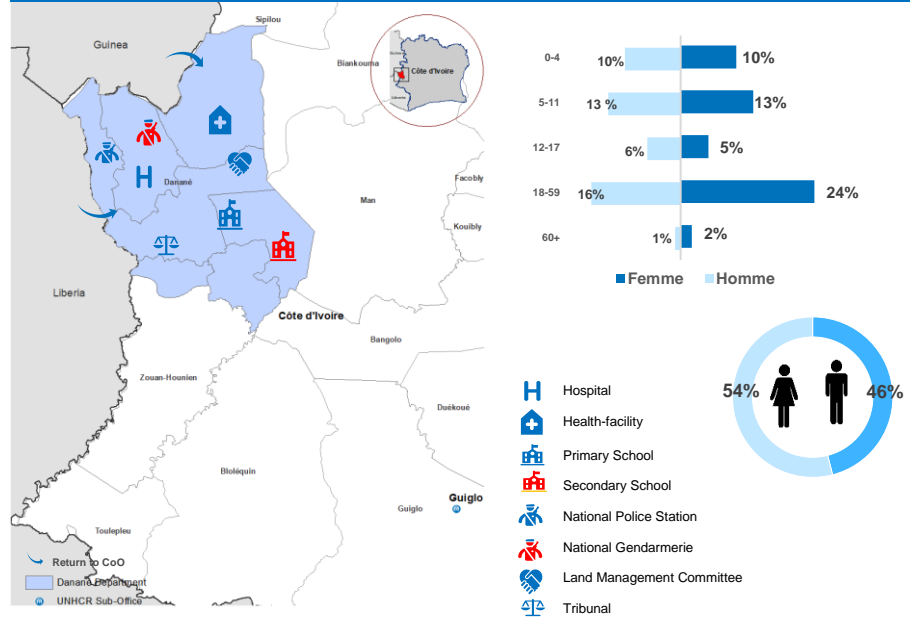 Sipilou
Guinea
Biankouma
Côte d'Ivoire
Danané
Man
Facobly
Kouibly
Liberia
Côte d'Ivoire
Bangolo
Zouan-Hounien
Duékoué
Bloléquin
Guiglo
Guiglo
Toulepleu
Return to CoO
Danané Department
UNHCR Sub-Office
0-4
10%
10%
5-11
13 %
13%
12-17
6%
5%
18-59
16%
24%
60+
1%
2%
Femme
Homme
54%
46%
H
Hospital
Health-facility
Primary School
Secondary School
National Police Station
National Gendarmerie
Land Management Committee
Tribunal
H